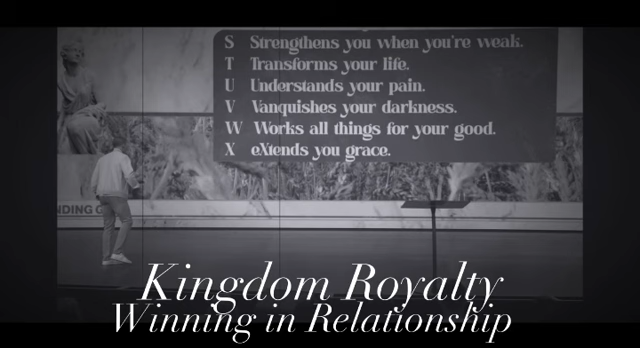 S Strengthens you when you're weak.
T Transforms your life.
U Understands your pain.
V Vanquishes your darkness.
W Works all things for your good.
X eXtends you grace.
NDING G
Kingdom Royalty
Winning in Relationship